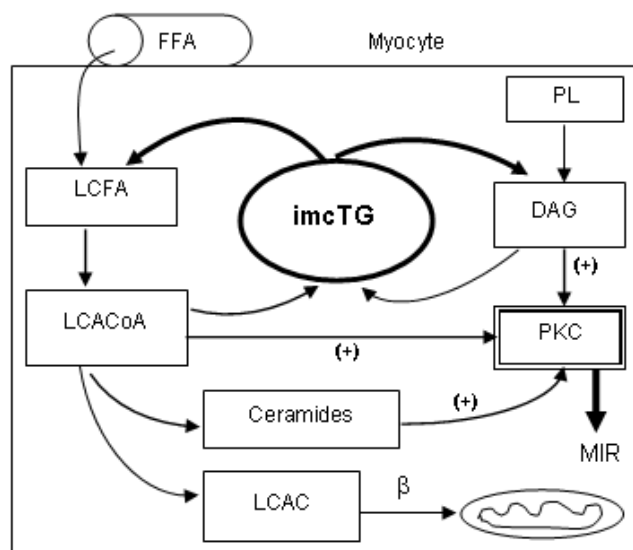 FFA
Myocyte
PL
LCFA
imcTG
DAG
(+)
LCACoA
PKC
(+)
Ceramides
(+)
MIR
LCAC
β